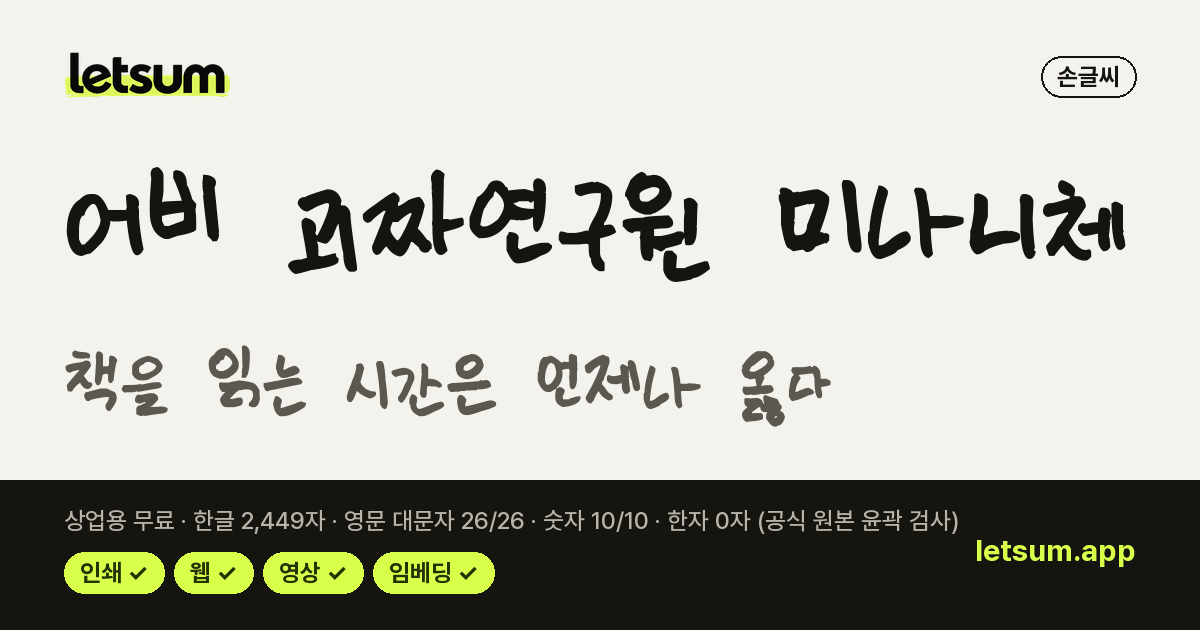 letsum
손글씨
어비 괴짜연구원 미나니체
책을 읽는 시간은 언제나 옳다
상업용 무료 · 한글 2,449자 · 영문 대문자 26/26 · 숫자 10/10 · 한자 0자 (공식 원본 윤곽 검사)
letsum.app
인쇄 ✓ 웹 ✓ 영상 ✓ 임베딩 ✓